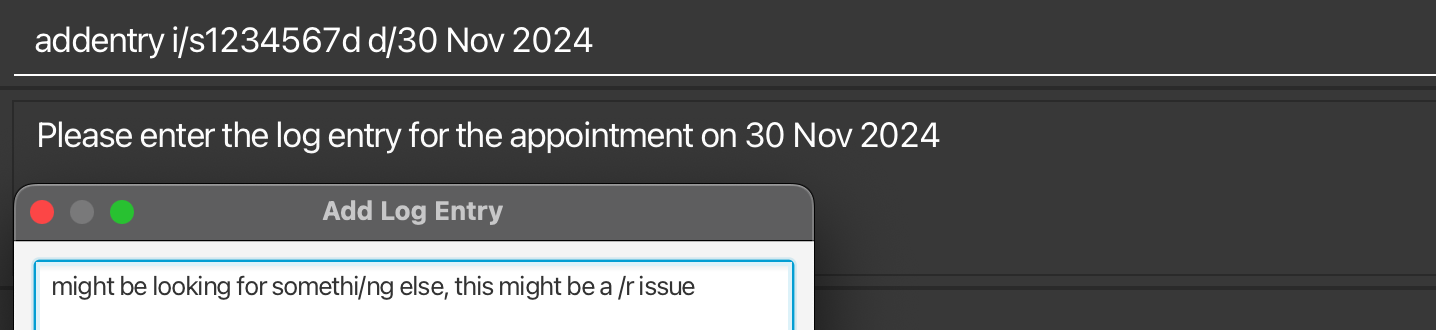 addentry i/s1234567d d/30 Nov 2024
Please enter the log entry for the appointment on 30 Nov 2024
Add Log Entry
might be looking for somethi/ng else, this might be a /r issue